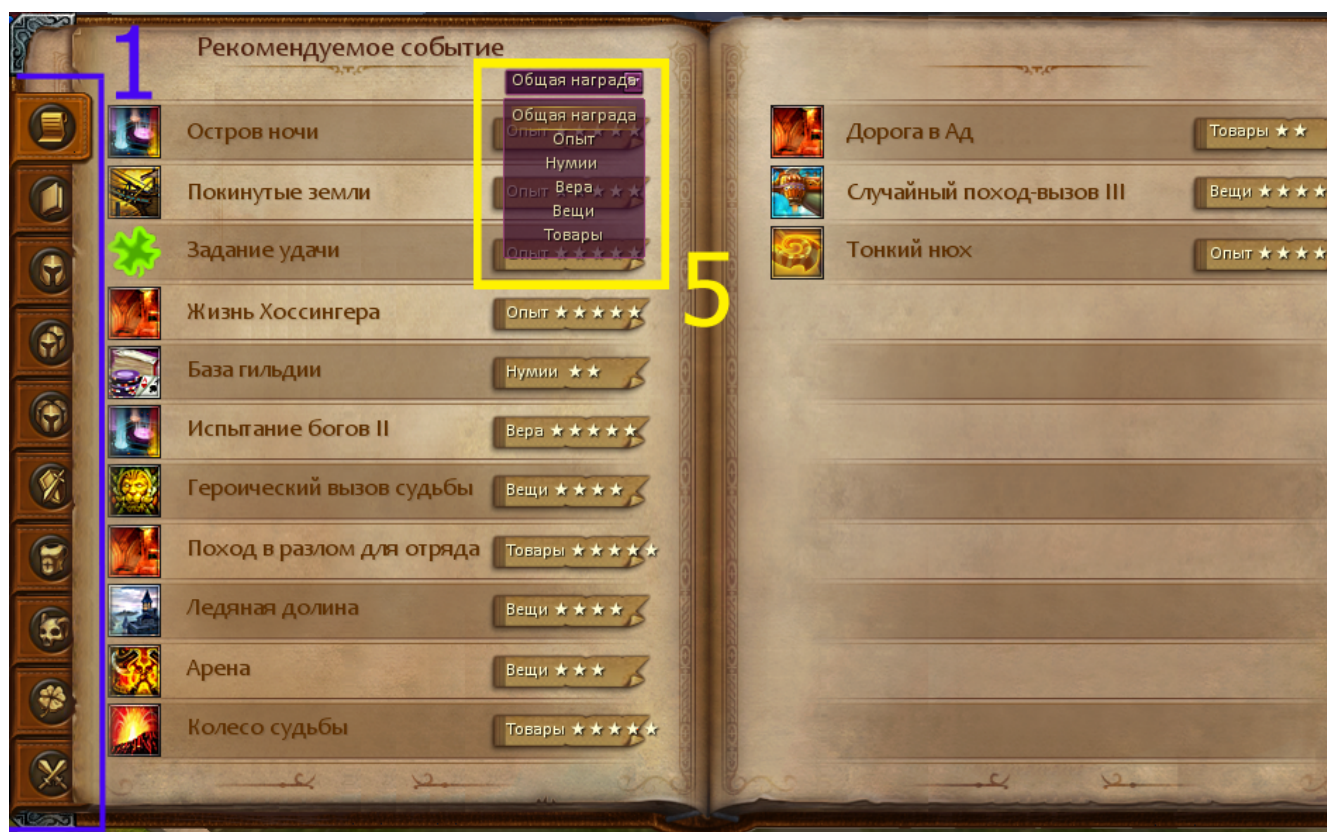 1
Рекомендуемое событие
Общая награда
Общая награда
Опыт
Нумии
Вера
Вещи
Товары
5
Остров ночи
Опыт ★ ★ ★ ★ ★
Покинутые земли
Опыт ★ ★ ★ ★ ★
Задание удачи
Опыт ★ ★ ★ ★ ★
Жизнь Хоссингера
Опыт ★ ★ ★ ★ ★
База гильдии
Нумии ★ ★
Испытание богов II
Вера ★ ★ ★ ★ ★
Героический вызов судьбы
Вещи ★ ★ ★ ★
Поход в разлом для отряда
Товары ★ ★ ★ ★ ★
Ледяная долина
Вещи ★ ★ ★ ★
Арена
Вещи ★ ★ ★
Колесо судьбы
Товары ★ ★ ★ ★ ★
Дорога в Ад
Товары ★ ★
Случайный поход-вызов III
Вещи ★ ★ ★ ★
Тонкий нюх
Опыт ★ ★ ★ ★